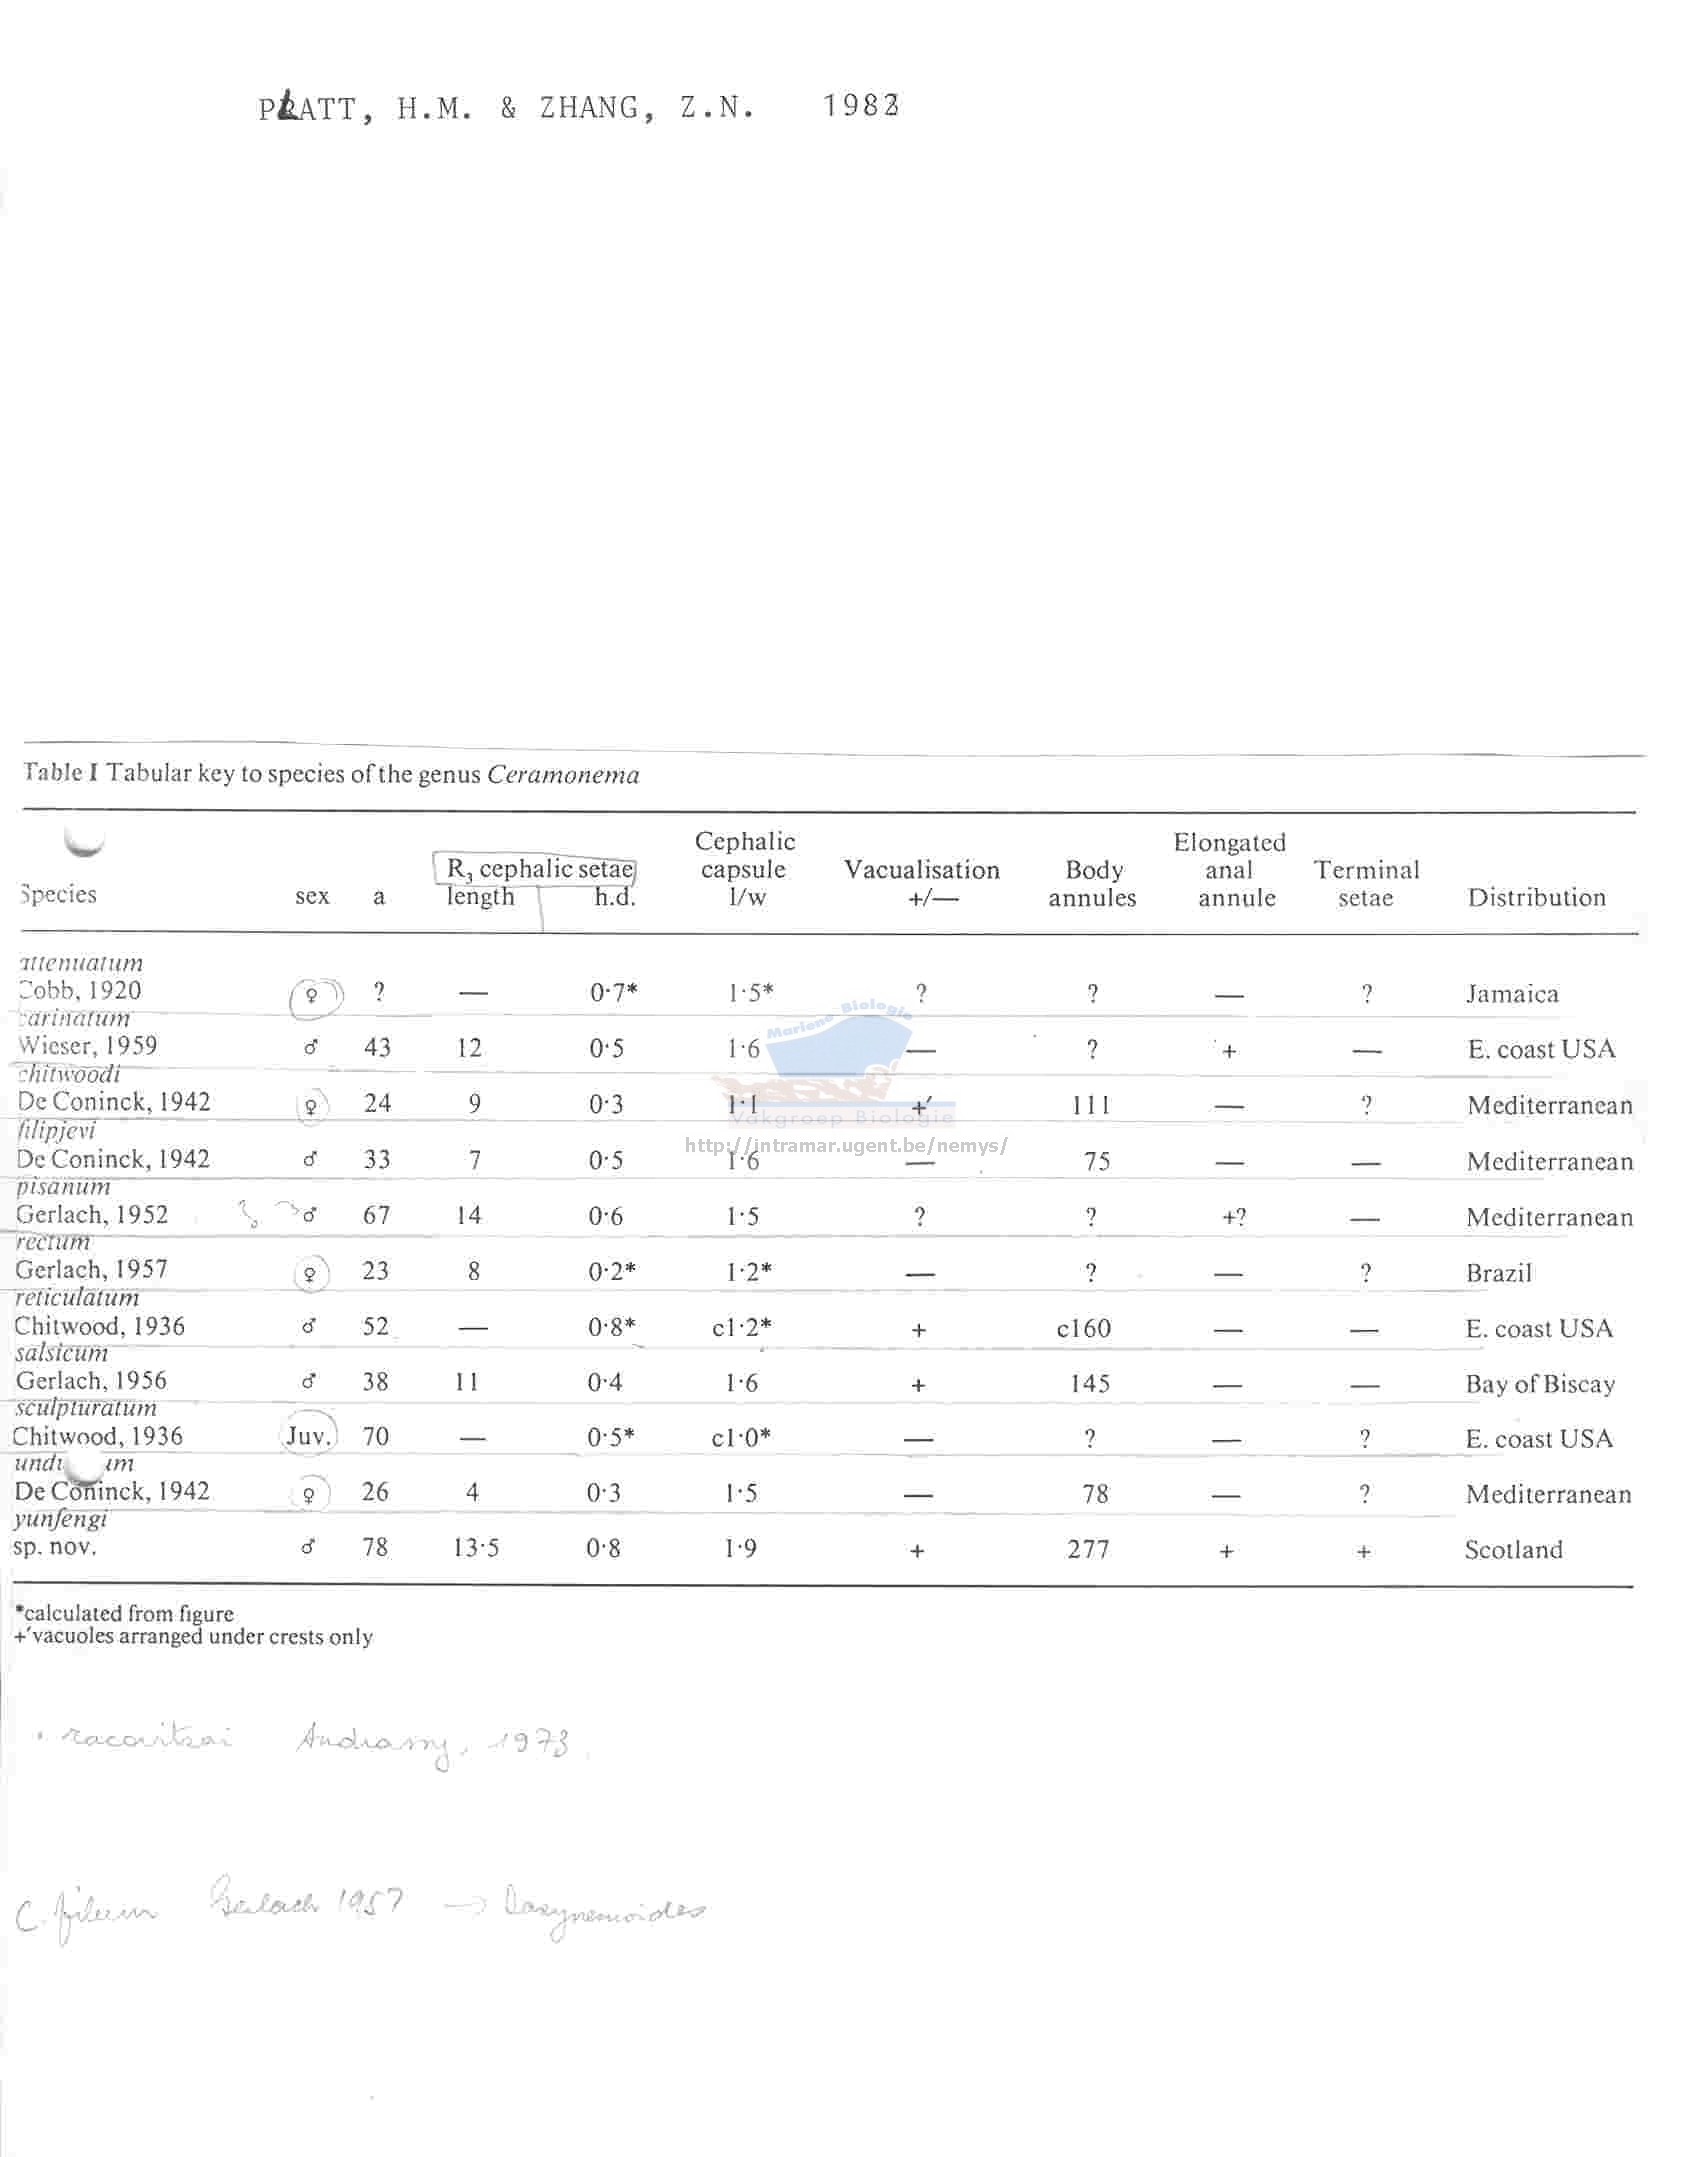 PLATT, H.M. & ZHANG, Z.N. 1982
Table I Tabular key to species of the genus Ceramonema
Species sex a R₃ cephalic setae length h.d. Cephalic capsule l/w Vacualisation +/— Body annules Elongated anal annule Terminal setae Distribution
attenuatum
Cobb, 1920 ♀ ? — 0·7* 1·5* ? ? — ? Jamaica
carinatum
Wieser, 1959 ♂ 43 12 0·5 1·6 — ? + — E. coast USA
chitwoodi
De Coninck, 1942 ♀ 24 9 0·3 1·1 +′ 111 — ? Mediterranean
filipjevi
De Coninck, 1942 ♂ 33 7 0·5 1·6 — 75 — — Mediterranean
pisanum
Gerlach, 1952 ♂ 67 14 0·6 1·5 ? ? +? — Mediterranean
rectum
Gerlach, 1957 ♀ 23 8 0·2* 1·2* — ? — ? Brazil
reticulatum
Chitwood, 1936 ♂ 52 — 0·8* c1·2* + c160 — — E. coast USA
salsicum
Gerlach, 1956 ♂ 38 11 0·4 1·6 + 145 — — Bay of Biscay
sculpturatum
Chitwood, 1936 Juv. 70 — 0·5* c1·0* — ? — ? E. coast USA
De Coninck, 1942 ♀ 26 4 0·3 1·5 — 78 — ? Mediterranean
yunfengi
sp. nov. ♂ 78 13·5 0·8 1·9 + 277 + + Scotland
*calculated from figure
+′vacuoles arranged under crests only
Mariene Biologie
Vakgroep Biologie
http://intramar.ugent.be/nemys/
racovitzai Andrassy, 1973
C. Gerlach 1957 → Dasynemoides